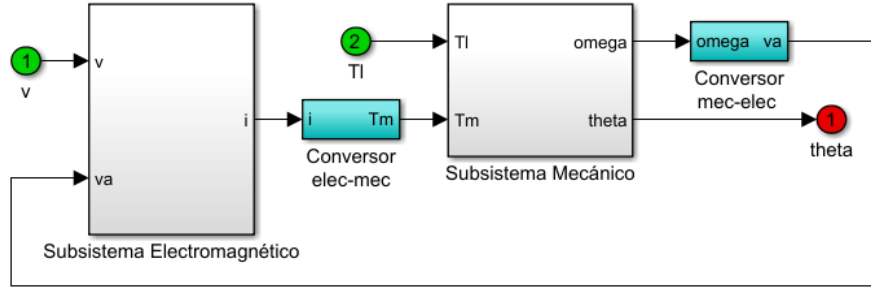 1
v
v
va
i
Subsistema Electromagnético
i Tm
Conversor
elec-mec
2
Tl
Tl
Tm
omega
theta
Subsistema Mecánico
omega va
Conversor
mec-elec
1
theta